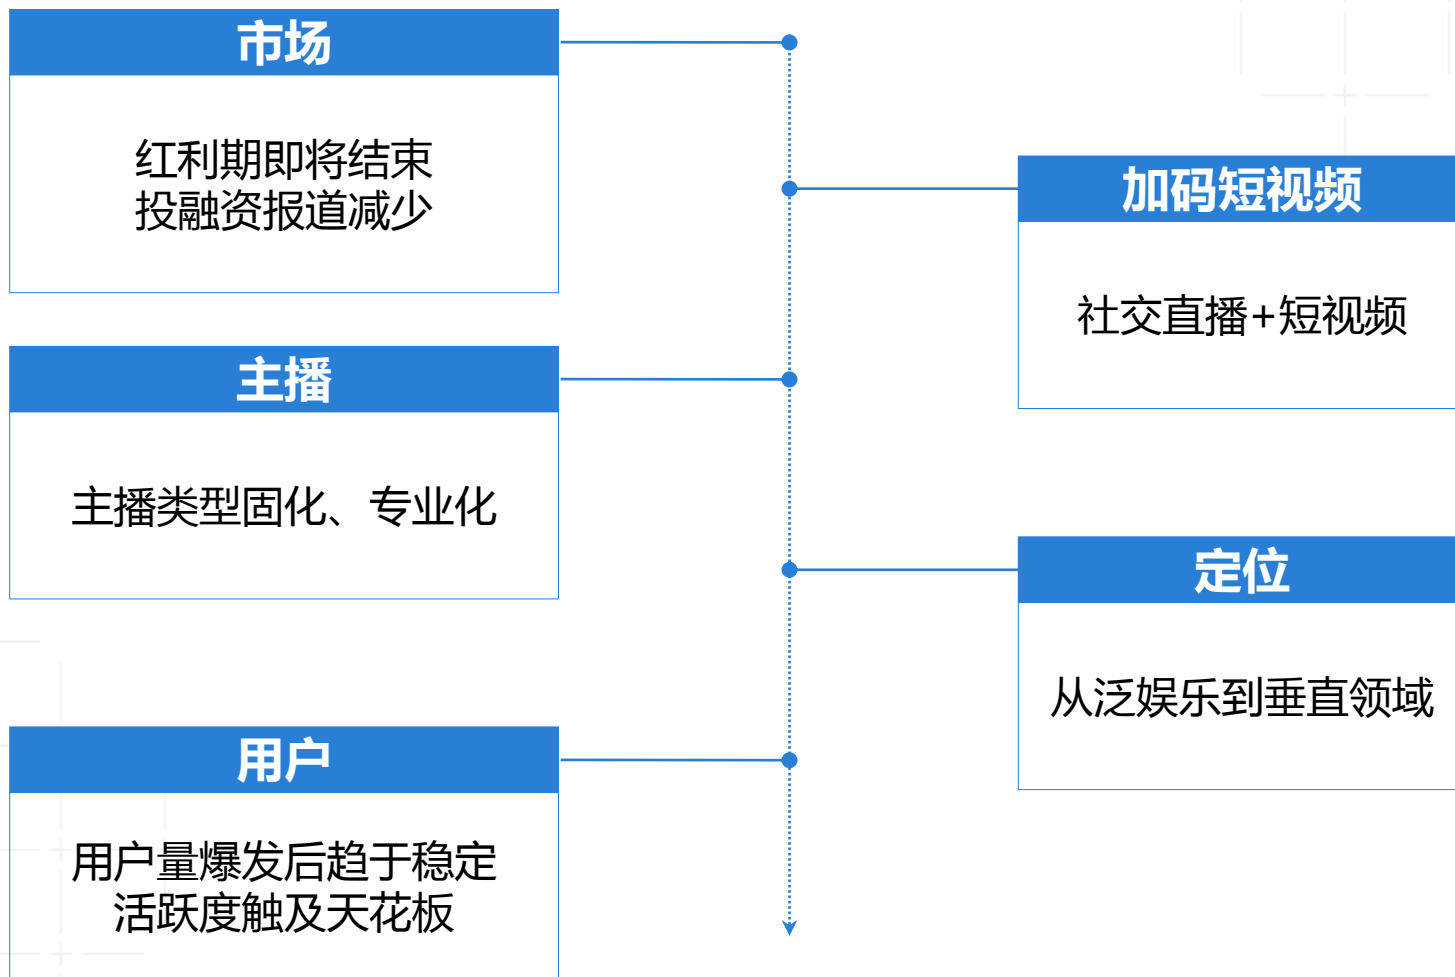 市场
红利期即将结束
投融资报道减少
加码短视频
社交直播+短视频
主播
主播类型固化、专业化
定位
从泛娱乐到垂直领域
用户
用户量爆发后趋于稳定
活跃度触及天花板